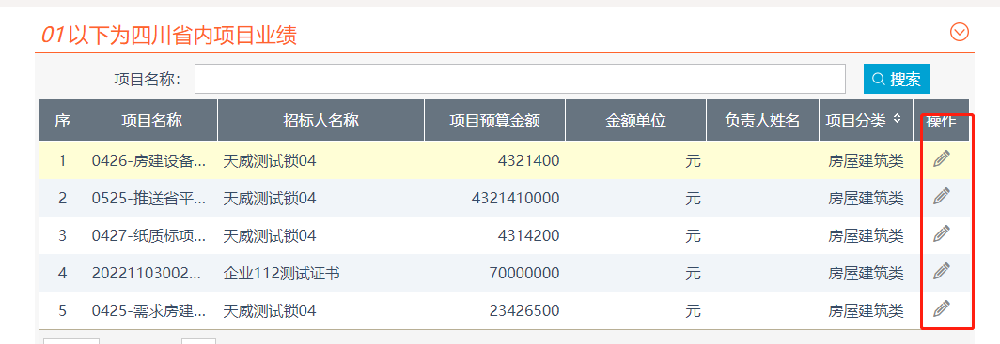 01以下为四川省内项目业绩
项目名称:
搜索
序 项目名称 招标人名称 项目预算金额 金额单位 负责人姓名 项目分类 操作
1 0426-房建设备... 天威测试锁04 4321400 元 房屋建筑类
2 0525-推送省平... 天威测试锁04 4321410000 元 房屋建筑类
3 0427-纸质标项... 天威测试锁04 4314200 元 房屋建筑类
4 20221103002... 企业112测试证书 70000000 元 房屋建筑类
5 0425-需求房建... 天威测试锁04 23426500 元 房屋建筑类